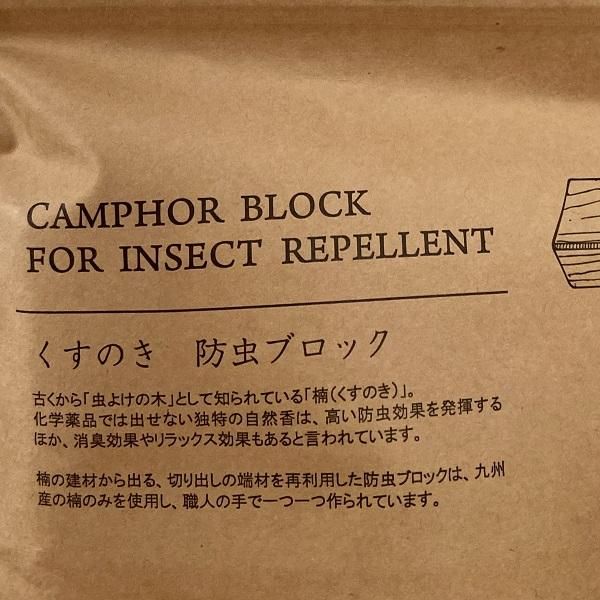 CAMPHOR BLOCK
FOR INSECT REPELLENT
くすのき 防虫ブロック
古くから「虫よけの木」として知られている「楠(くすのき)」。
化学薬品では出せない独特の自然香は、高い防虫効果を発揮する
ほか、消臭効果やリラックス効果もあると言われています。
楠の建材から出る、切り出しの端材を再利用した防虫ブロックは、九州
産の楠のみを使用し、職人の手で一つ一つ作られています。